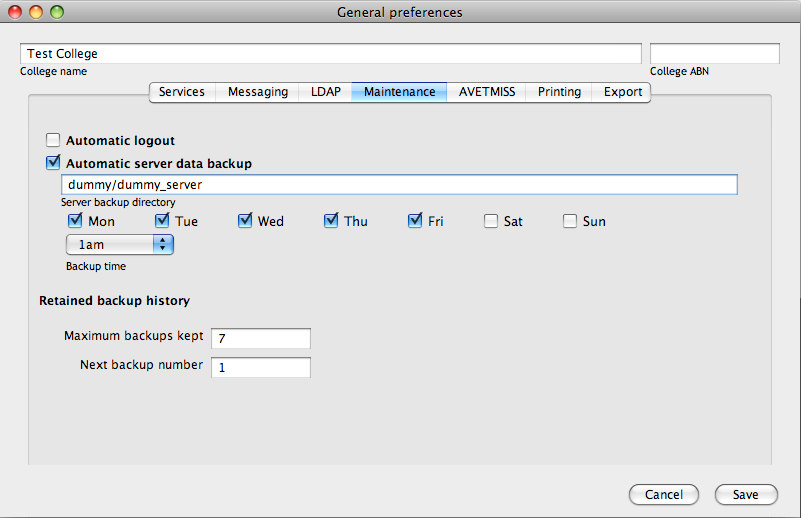 General preferences
Test College
College name College ABN
Services Messaging LDAP Maintenance AVETMISS Printing Export
Automatic logout
Automatic server data backup
dummy/dummy_server
Server backup directory
Mon Tue Wed Thu Fri Sat Sun
1am
Backup time
Retained backup history
Maximum backups kept 7
Next backup number 1
Cancel Save